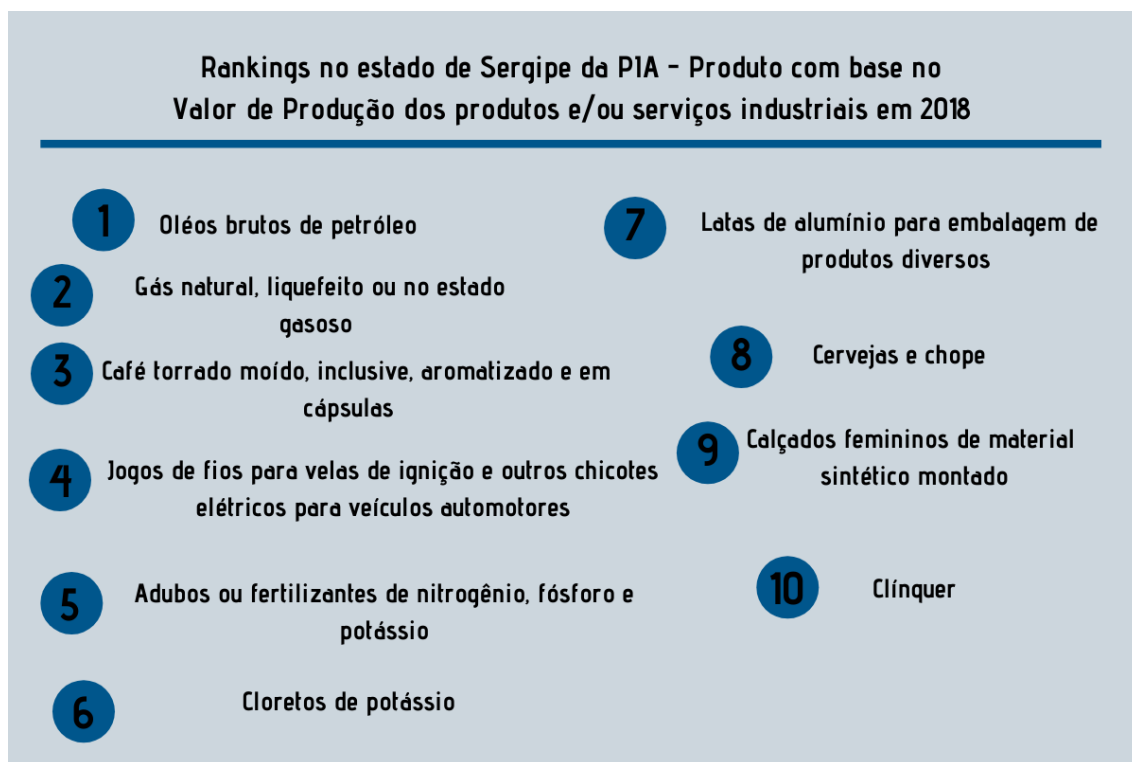 Rankings no estado de Sergipe da PIA - Produto com base no
Valor de Produção dos produtos e/ou serviços industriais em 2018
1
Oléos brutos de petróleo
2
Gás natural, liquefeito ou no estado
gasoso
3
Café torrado moído, inclusive, aromatizado e em
cápsulas
4
Jogos de fios para velas de ignição e outros chicotes
elétricos para veículos automotores
5
Adubos ou fertilizantes de nitrogênio, fósforo e
potássio
6
Cloretos de potássio
7
Latas de alumínio para embalagem de
produtos diversos
8
Cervejas e chope
9
Calçados femininos de material
sintético montado
10
Clínquer